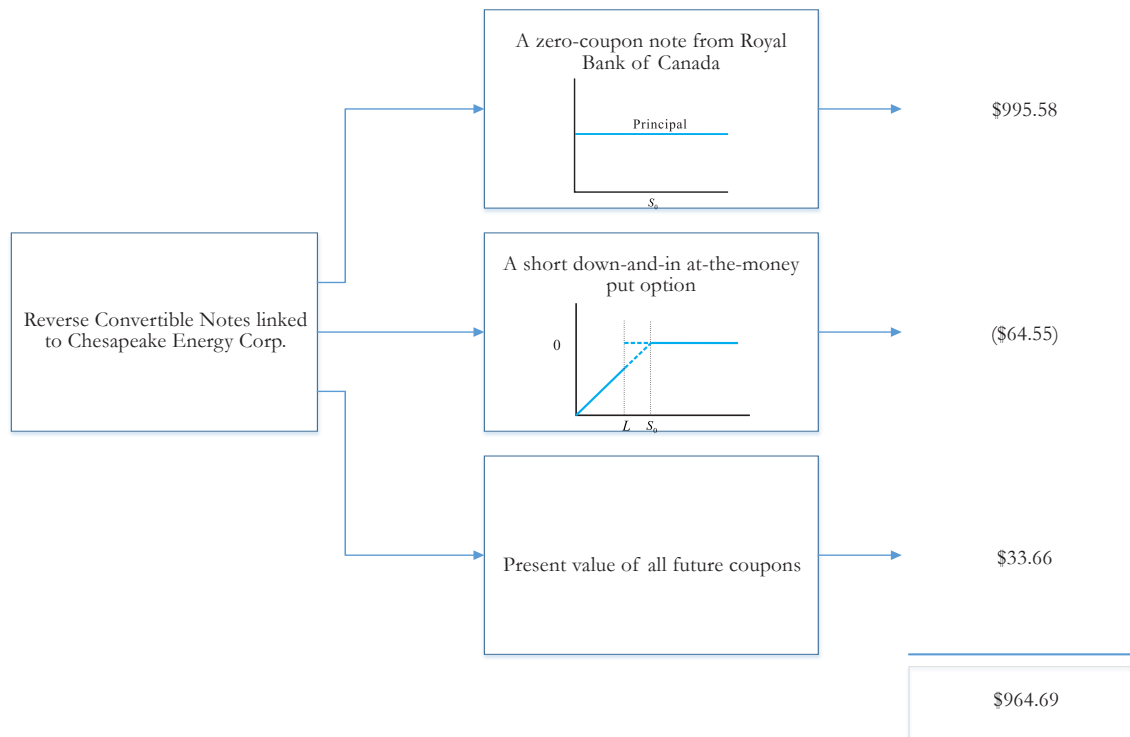 A zero-coupon note from Royal
Bank of Canada
Principal
S₀
$995.58
Reverse Convertible Notes linked
to Chesapeake Energy Corp.
A short down-and-in at-the-money
put option
0
L S₀
($64.55)
Present value of all future coupons
$33.66
$964.69